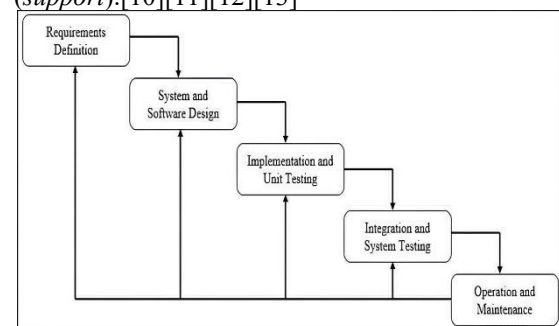 (support).[10][11][12][13]
Requirements
Definition
System and
Software Design
Implementation and
Unit Testing
Integration and
System Testing
Operation and
Maintenance